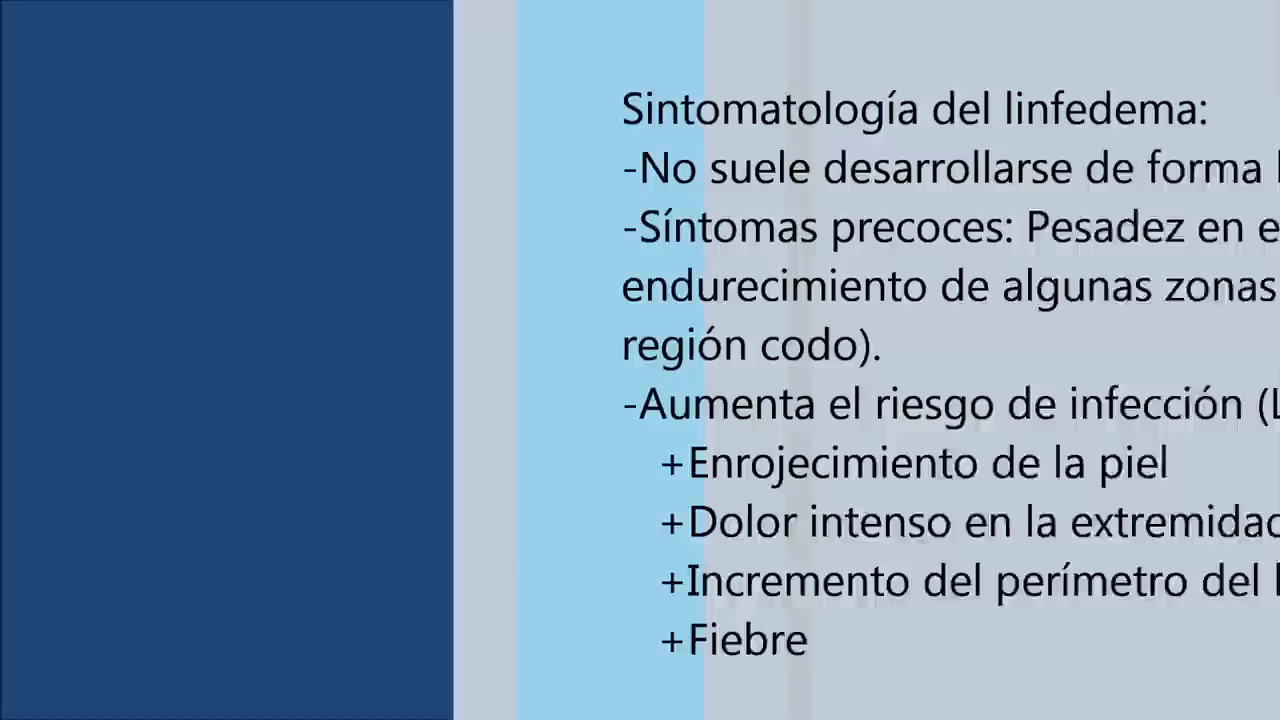 Sintomatología del linfedema:
-No suele desarrollarse de forma
-Síntomas precoces: Pesadez en e
endurecimiento de algunas zonas
región codo).
-Aumenta el riesgo de infección (L
+Enrojecimiento de la piel
+Dolor intenso en la extremidad
+Incremento del perímetro del
+Fiebre